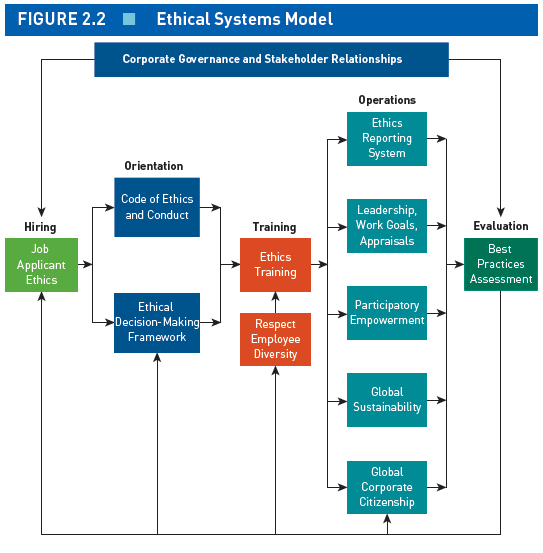 FIGURE 2.2 Ethical Systems Model
Corporate Governance and Stakeholder Relationships
Operations
Ethics
Reporting
System
Orientation
Code of Ethics
and Conduct
Leadership,
Work Goals,
Appraisals
Hiring
Training
Evaluation
Job
Applicant
Ethics
Ethics
Training
Best
Practices
Assessment
Ethical
Decision-Making
Framework
Respect
Employee
Diversity
Participatory
Empowerment
Global
Sustainability
Global
Corporate
Citizenship